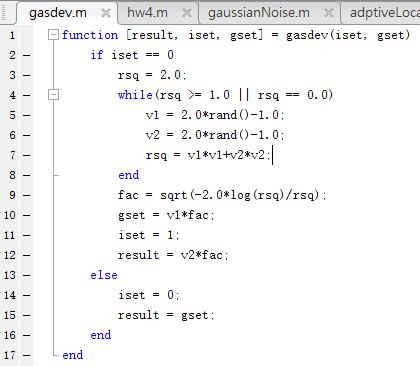 gasdev.m × hw4.m × gaussianNoise.m × adptiveLoca
1 function [result, iset, gset] = gasdev(iset, gset)
2 – if iset == 0
3 – rsq = 2.0;
4 – while(rsq >= 1.0 || rsq == 0.0)
5 – v1 = 2.0*rand()-1.0;
6 – v2 = 2.0*rand()-1.0;
7 – rsq = v1*v1+v2*v2;
8 – end
9 – fac = sqrt(-2.0*log(rsq)/rsq);
10 – gset = v1*fac;
11 – iset = 1;
12 – result = v2*fac;
13 – else
14 – iset = 0;
15 – result = gset;
16 – end
17 – end